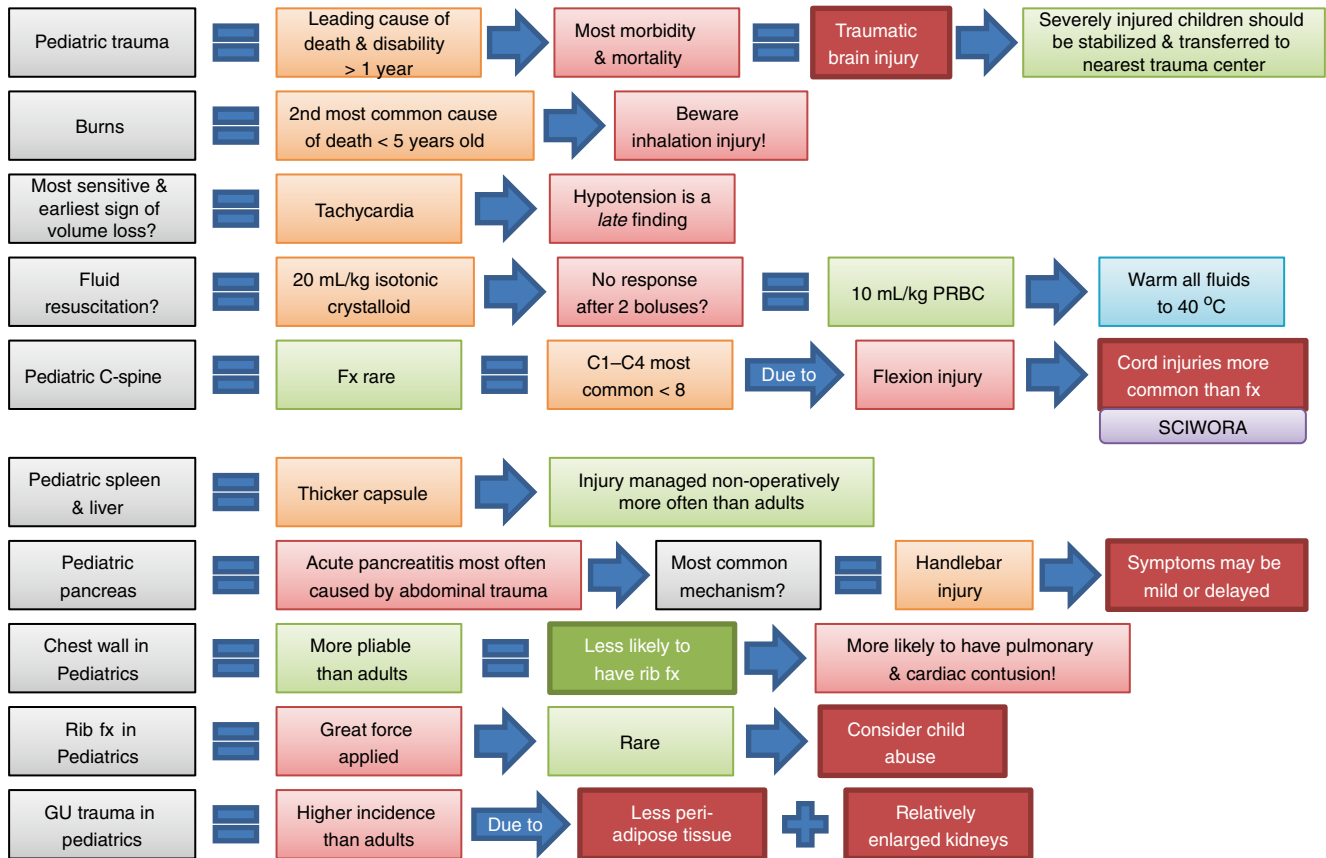 Pediatric trauma
Leading cause of
death & disability
> 1 year
Most morbidity
& mortality
Traumatic
brain injury
Severely injured children should
be stabilized & transferred to
nearest trauma center
Burns
2nd most common cause
of death < 5 years old
Beware
inhalation injury!
Most sensitive &
earliest sign of
volume loss?
Tachycardia
Hypotension is a
late finding
Fluid
resuscitation?
20 mL/kg isotonic
crystalloid
No response
after 2 boluses?
10 mL/kg PRBC
Warm all fluids
to 40 °C
Pediatric C-spine
Fx rare
C1–C4 most
common < 8
Due to
Flexion injury
Cord injuries more
common than fx
SCIWORA
Pediatric spleen
& liver
Thicker capsule
Injury managed non-operatively
more often than adults
Pediatric
pancreas
Acute pancreatitis most often
caused by abdominal trauma
Most common
mechanism?
Handlebar
injury
Symptoms may be
mild or delayed
Chest wall in
Pediatrics
More pliable
than adults
Less likely to
have rib fx
More likely to have pulmonary
& cardiac contusion!
Rib fx in
Pediatrics
Great force
applied
Rare
Consider child
abuse
GU trauma in
pediatrics
Higher incidence
than adults
Due to
Less peri-
adipose tissue
Relatively
enlarged kidneys